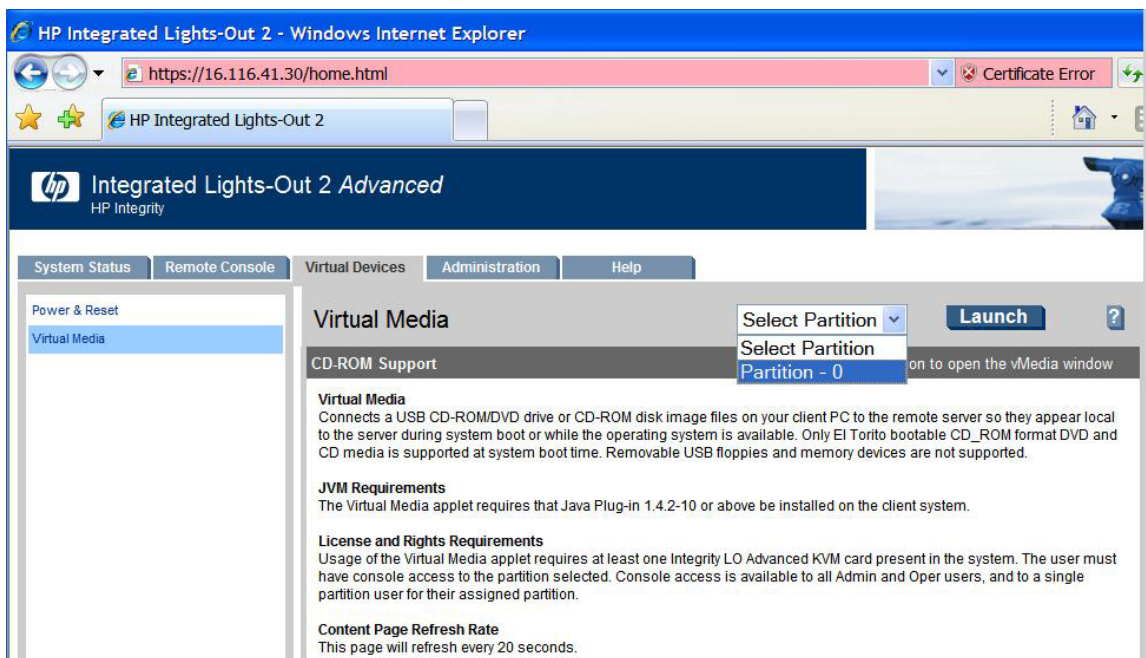 HP Integrated Lights-Out 2 - Windows Internet Explorer
https://16.116.41.30/home.html
Certificate Error
HP Integrated Lights-Out 2
hp
Integrated Lights-Out 2 Advanced
HP Integrity
System Status
Remote Console
Virtual Devices
Administration
Help
Power & Reset
Virtual Media
Virtual Media
Select Partition
Launch
?
Select Partition
Partition - 0
CD-ROM Support
on to open the vMedia window
Virtual Media
Connects a USB CD-ROM/DVD drive or CD-ROM disk image files on your client PC to the remote server so they appear local
to the server during system boot or while the operating system is available. Only El Torito bootable CD_ROM format DVD and
CD media is supported at system boot time. Removable USB floppies and memory devices are not supported.
JVM Requirements
The Virtual Media applet requires that Java Plug-in 1.4.2-10 or above be installed on the client system.
License and Rights Requirements
Usage of the Virtual Media applet requires at least one Integrity LO Advanced KVM card present in the system. The user must
have console access to the partition selected. Console access is available to all Admin and Oper users, and to a single
partition user for their assigned partition.
Content Page Refresh Rate
This page will refresh every 20 seconds.